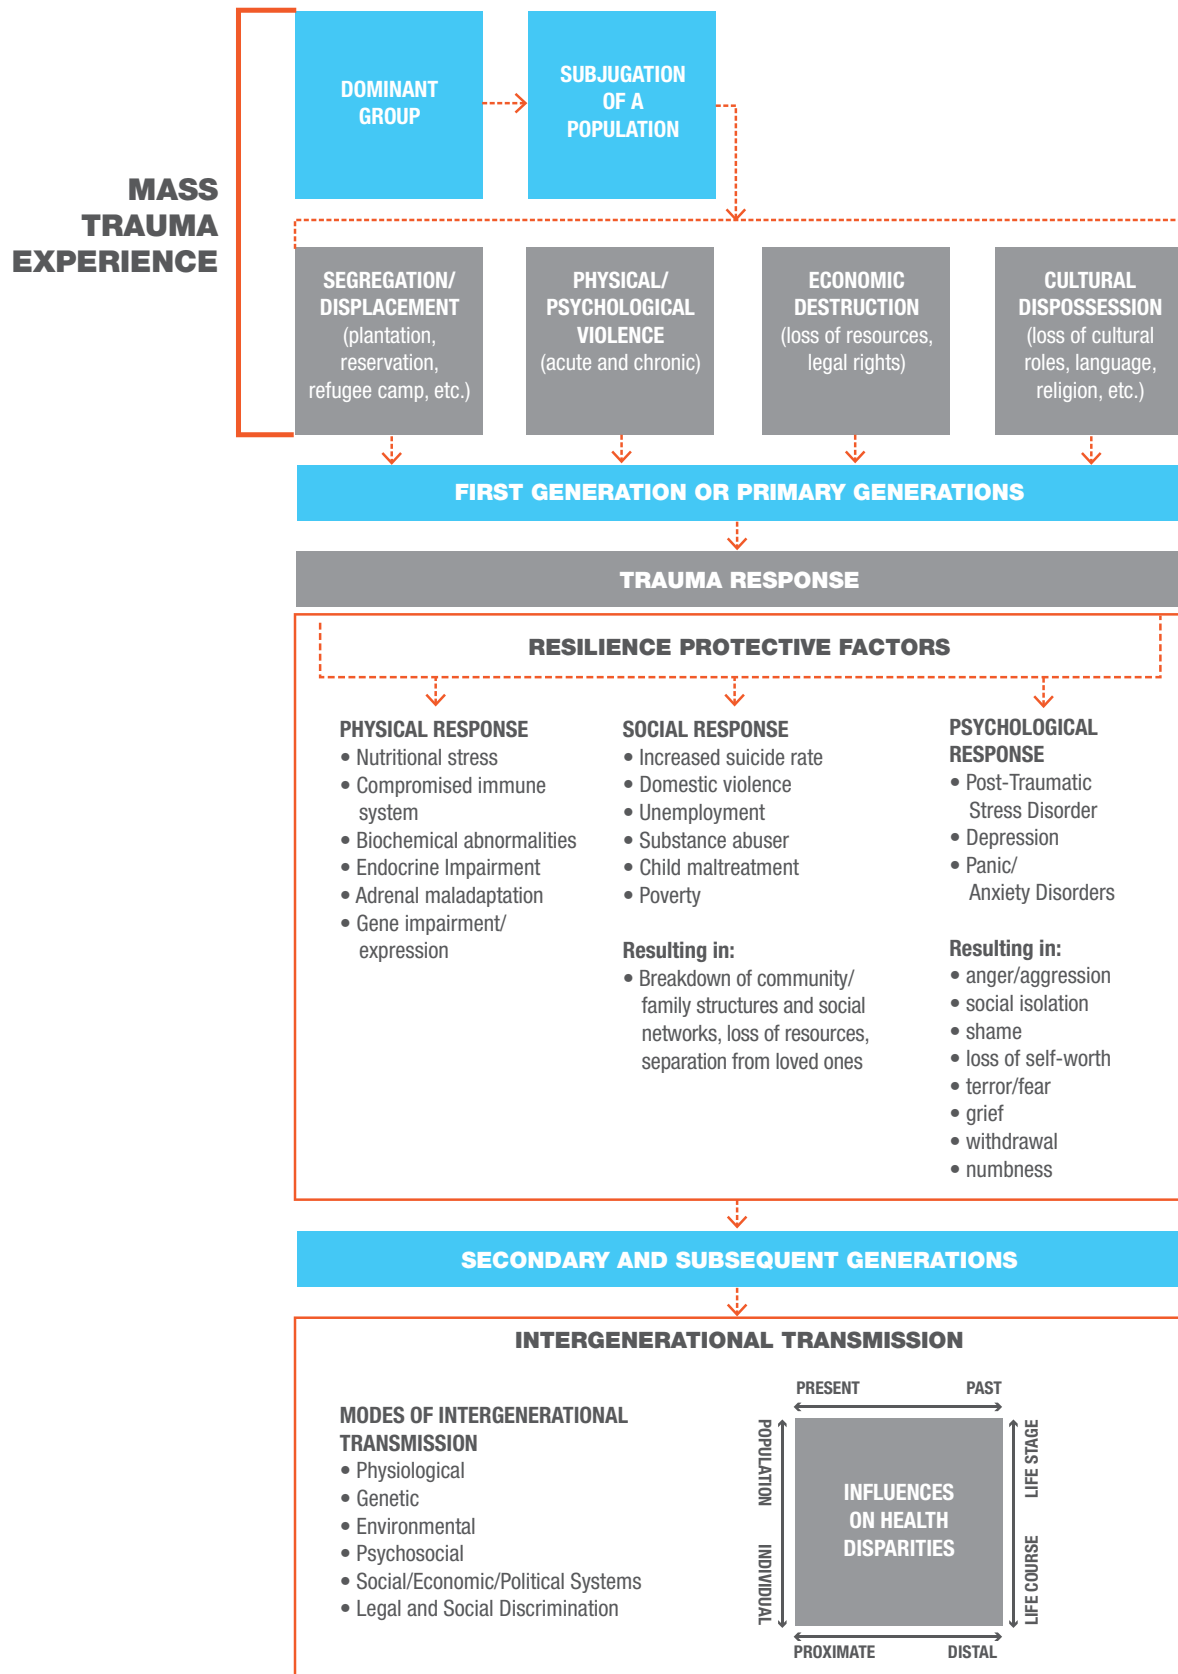 MASS
TRAUMA
EXPERIENCE
DOMINANT
GROUP
SUBJUGATION
OF A
POPULATION
SEGREGATION/
DISPLACEMENT
(plantation,
reservation,
refugee camp, etc.)
PHYSICAL/
PSYCHOLOGICAL
VIOLENCE
(acute and chronic)
ECONOMIC
DESTRUCTION
(loss of resources,
legal rights)
CULTURAL
DISPOSSESSION
(loss of cultural
roles, language,
religion, etc.)
FIRST GENERATION OR PRIMARY GENERATIONS
TRAUMA RESPONSE
RESILIENCE PROTECTIVE FACTORS
PHYSICAL RESPONSE
• Nutritional stress
• Compromised immune
system
• Biochemical abnormalities
• Endocrine Impairment
• Adrenal maladaptation
• Gene impairment/
expression
SOCIAL RESPONSE
• Increased suicide rate
• Domestic violence
• Unemployment
• Substance abuser
• Child maltreatment
• Poverty
Resulting in:
• Breakdown of community/
family structures and social
networks, loss of resources,
separation from loved ones
PSYCHOLOGICAL
RESPONSE
• Post-Traumatic
Stress Disorder
• Depression
• Panic/
Anxiety Disorders
Resulting in:
• anger/aggression
• social isolation
• shame
• loss of self-worth
• terror/fear
• grief
• withdrawal
• numbness
SECONDARY AND SUBSEQUENT GENERATIONS
INTERGENERATIONAL TRANSMISSION
MODES OF INTERGENERATIONAL
TRANSMISSION
• Physiological
• Genetic
• Environmental
• Psychosocial
• Social/Economic/Political Systems
• Legal and Social Discrimination
PRESENT PAST
POPULATION
INDIVIDUAL
INFLUENCES
ON HEALTH
DISPARITIES
LIFE STAGE
LIFE COURSE
PROXIMATE DISTAL